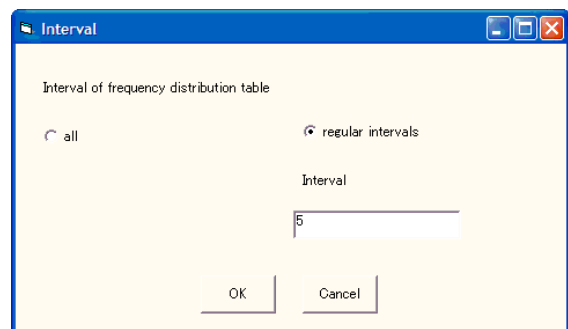 Interval
Interval of frequency distribution table
all
regular intervals
Interval
5
OK
Cancel